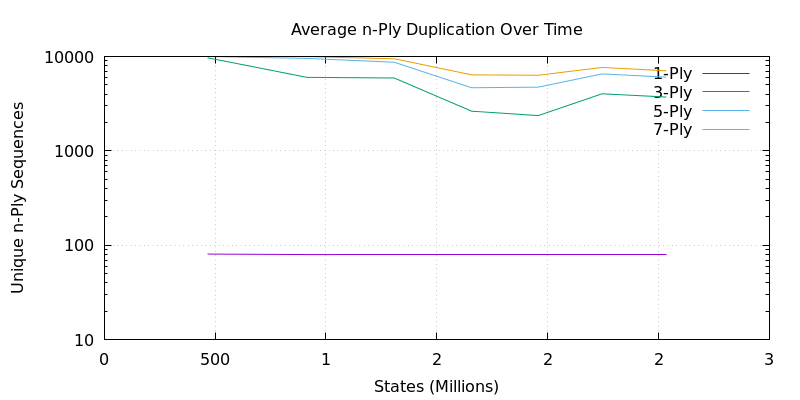 Average n-Ply Duplication Over Time
Unique n-Ply Sequences
10000
1000
100
10
1-Ply
3-Ply
5-Ply
7-Ply
0 500 1 2 2 2 3
States (Millions)